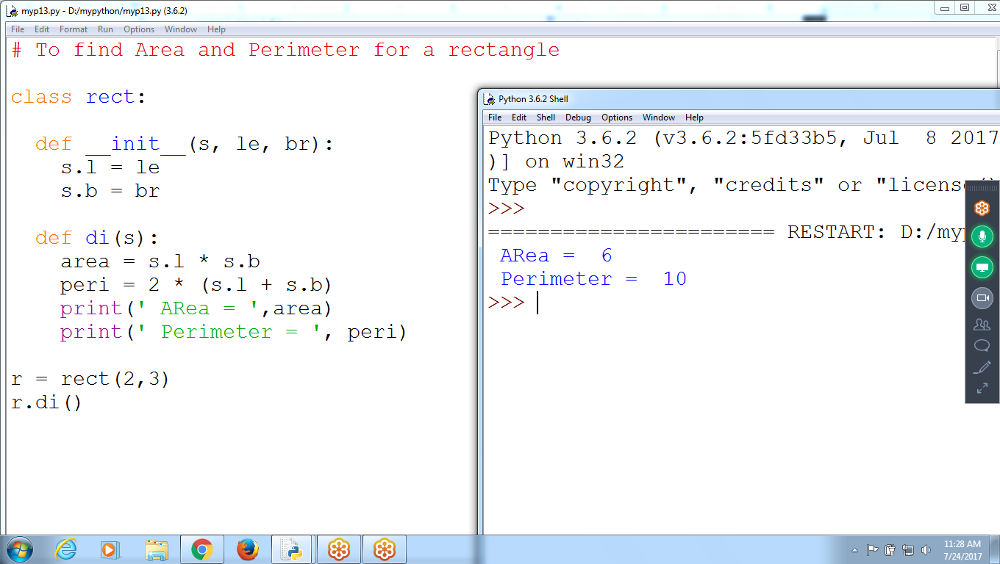 myp13.py - D:/mypython/myp13.py (3.6.2)
File Edit Format Run Options Window Help
# To find Area and Perimeter for a rectangle
class rect:
def __init__(s, le, br):
s.l = le
s.b = br
def di(s):
area = s.l * s.b
peri = 2 * (s.l + s.b)
print(' ARea = ',area)
print(' Perimeter = ', peri)
r = rect(2,3)
r.di()
Python 3.6.2 Shell
File Edit Shell Debug Options Window Help
Python 3.6.2 (v3.6.2:5fd33b5, Jul 8 2017
)] on win32
Type "copyright", "credits" or "license()
>>>
======================= RESTART: D:/myp
ARea = 6
Perimeter = 10
>>>
11:28 AM
7/24/2017